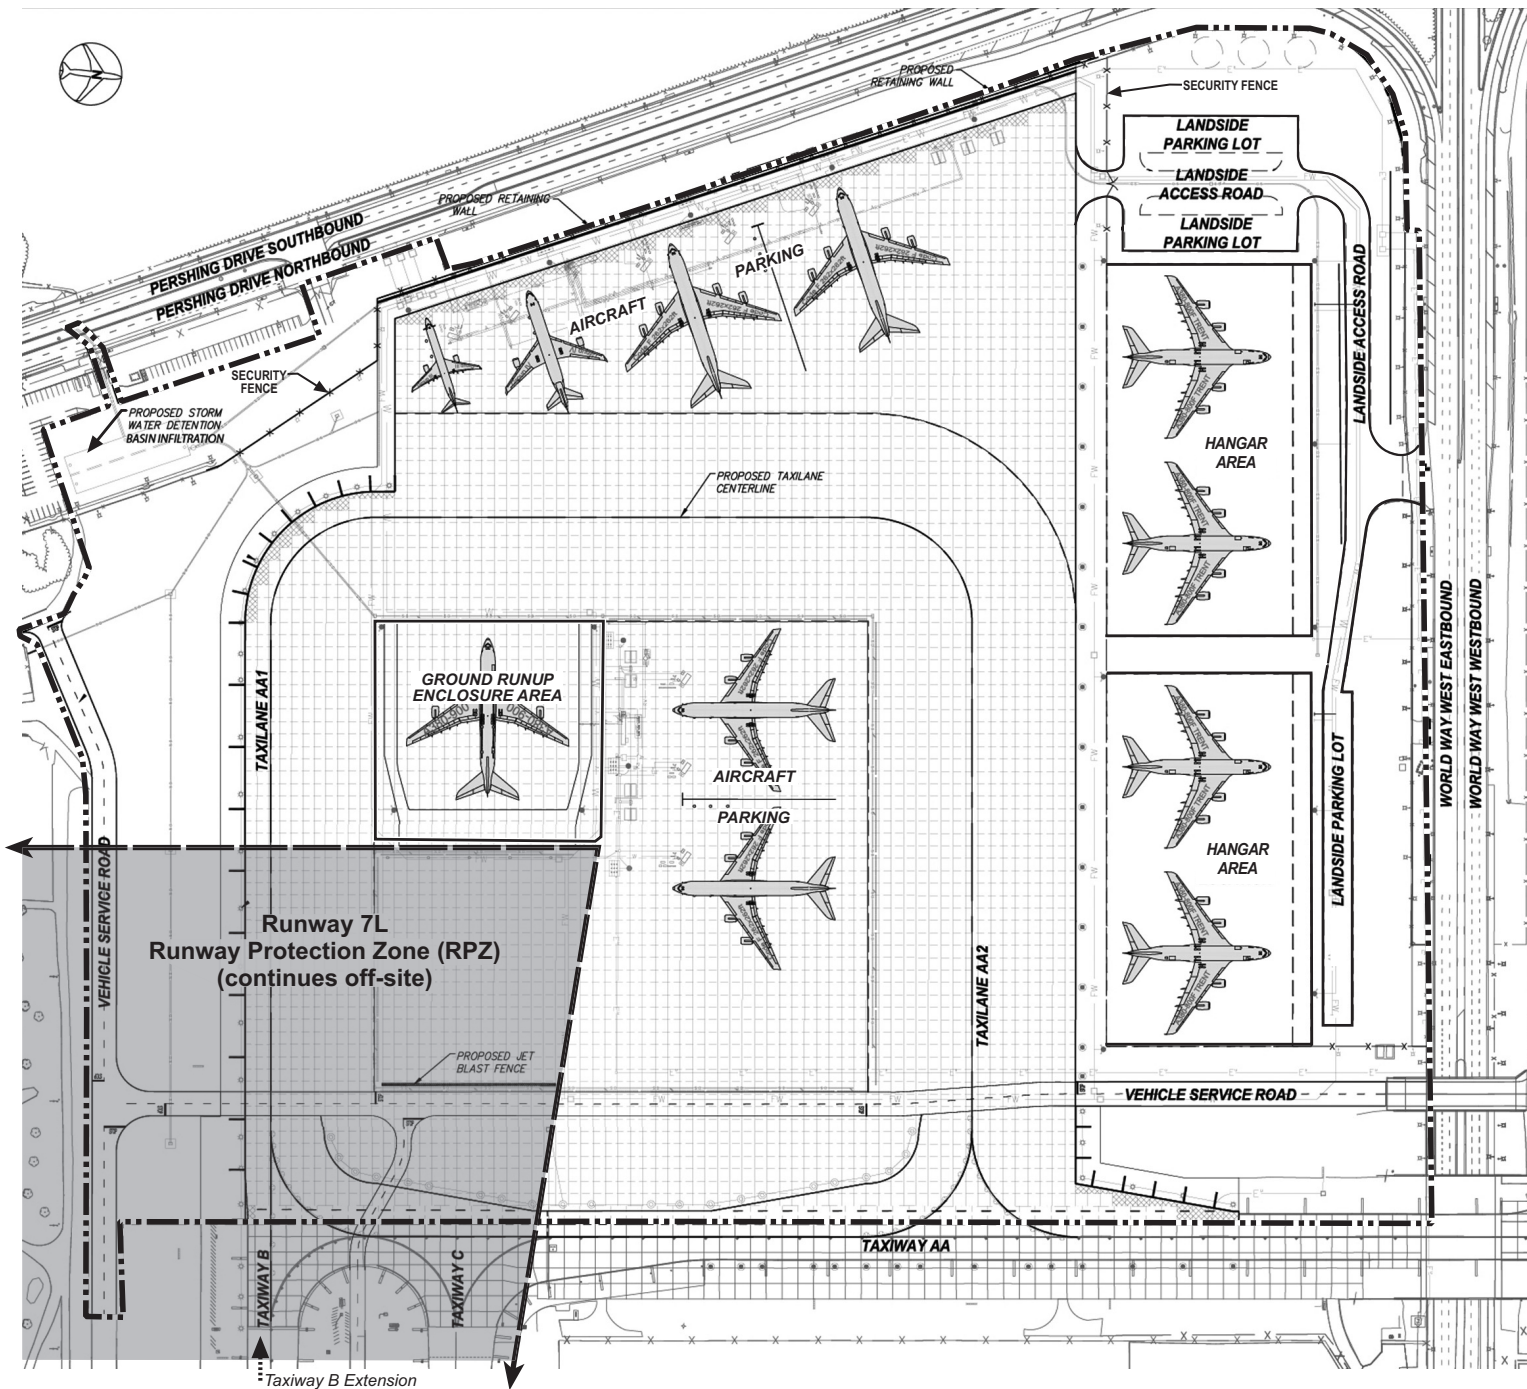 PROPOSED
RETAINING WALL
SECURITY FENCE
LANDSIDE
PARKING LOT
LANDSIDE
ACCESS ROAD
LANDSIDE
PARKING LOT
PROPOSED RETAINING
WALL
PERSHING DRIVE SOUTHBOUND
PERSHING DRIVE NORTHBOUND
AIRCRAFT
PARKING
LANDSIDE ACCESS ROAD
SECURITY
FENCE
PROPOSED STORM
WATER DETENTION
BASIN INFILTRATION
HANGAR
AREA
PROPOSED TAXILANE
CENTERLINE
WORLD WAY WEST EASTBOUND
WORLD WAY WEST WESTBOUND
TAXILANE AA1
GROUND RUNUP
ENCLOSURE AREA
AIRCRAFT
PARKING
LANDSIDE PARKING LOT
HANGAR
AREA
VEHICLE SERVICE ROAD
Runway 7L
Runway Protection Zone (RPZ)
(continues off-site)
TAXILANE AA2
PROPOSED JET
BLAST FENCE
VEHICLE SERVICE ROAD
TAXIWAY AA
TAXIWAY B
TAXIWAY C
Taxiway B Extension